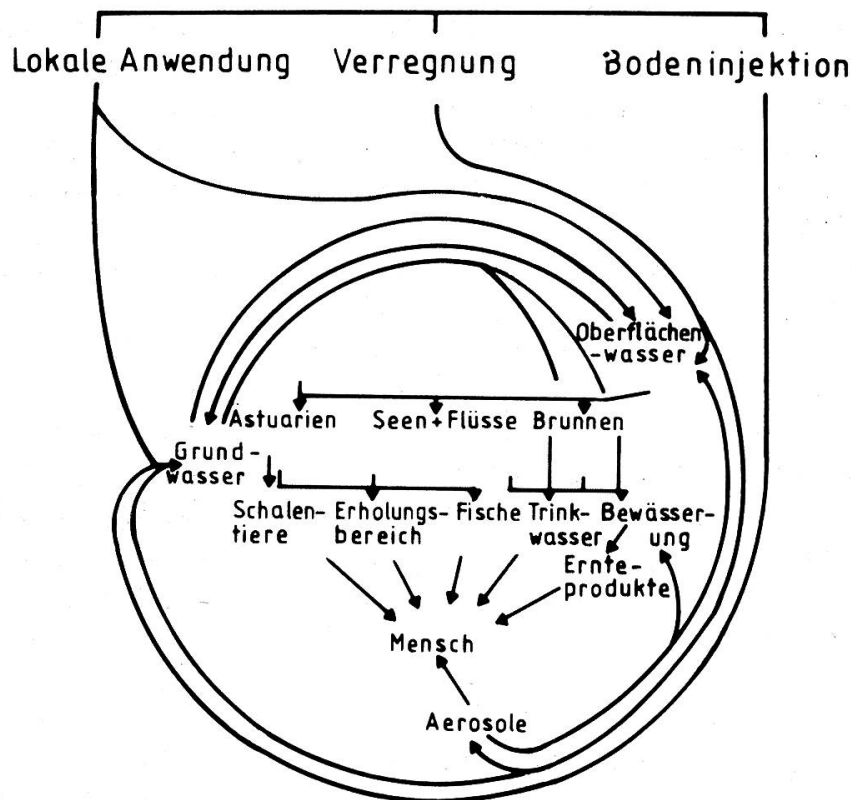 Lokale Anwendung Verregnung Bodeninjektion
Oberflächen
-wasser
Astuarien Seen+Flüsse Brunnen
Grund-
wasser
Schalen-
tiere
Erholungs-
bereich
Fische
Trink-
wasser
Bewässer-
ung
Ernte-
produkte
Mensch
Aerosole